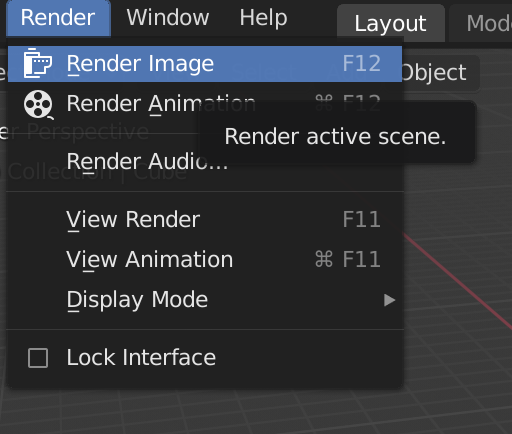 Render Window Help Layout Mod
Render Image F12
Object
Render Animation ⌘ F12
Render active scene.
er Perspective
Render Audio...
Collection | Cube
View Render F11
View Animation ⌘ F11
Display Mode
Lock Interface